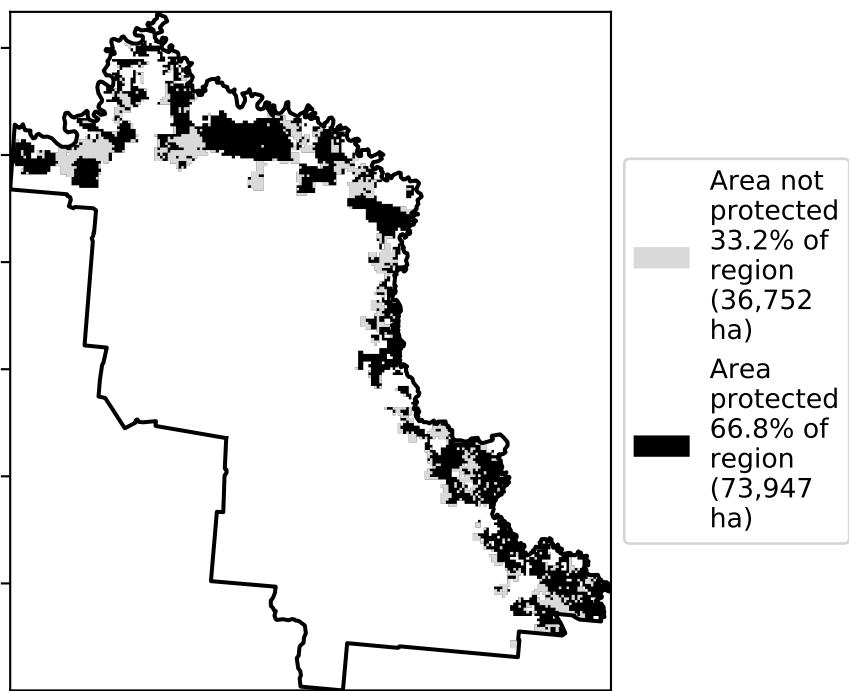 Area not
protected
33.2% of
region
(36,752
ha)
Area
protected
66.8% of
region
(73,947
ha)